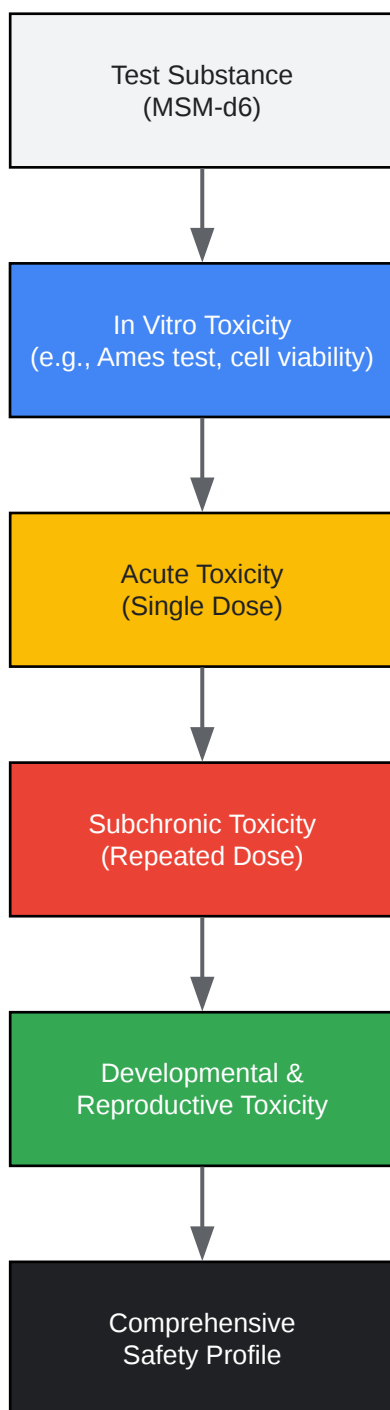 Test Substance
(MSM-d6)
In Vitro Toxicity
(e.g., Ames test, cell viability)
Acute Toxicity
(Single Dose)
Subchronic Toxicity
(Repeated Dose)
Developmental &
Reproductive Toxicity
Comprehensive
Safety Profile